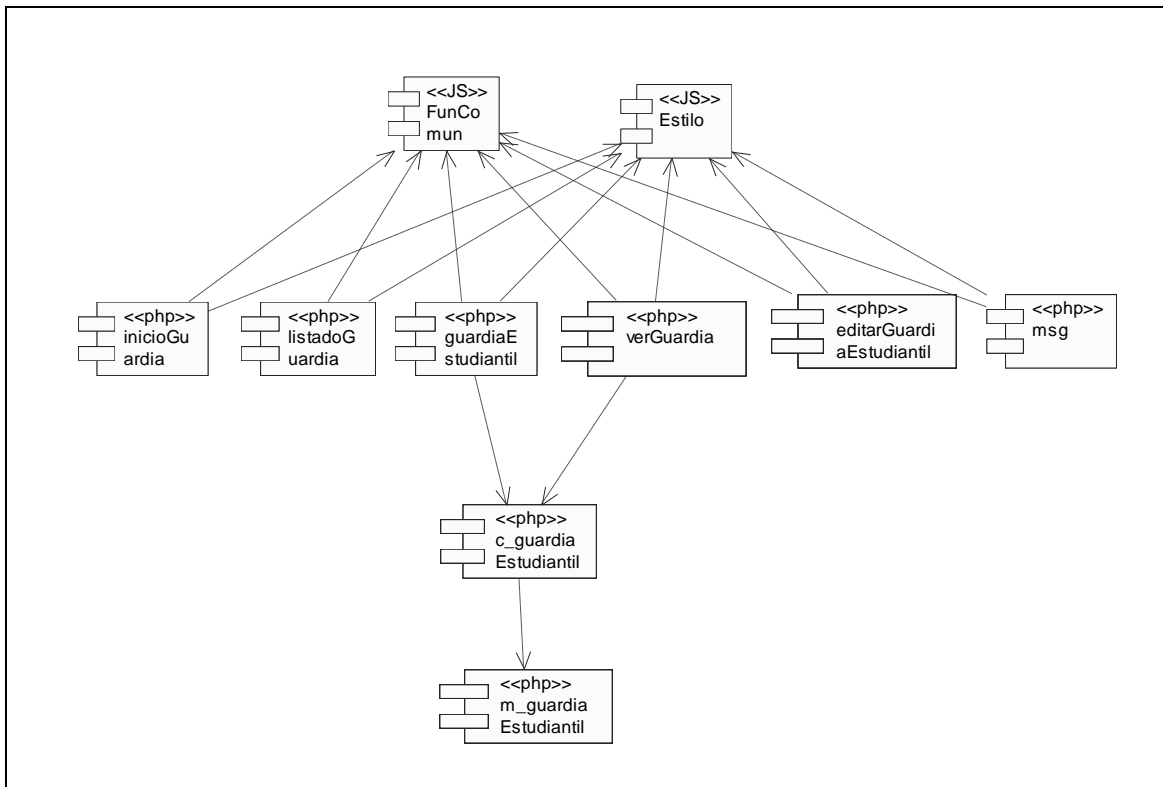 <<JS>>
FunCo
mun
<<JS>>
Estilo
<<php>>
inicioGu
ardia
<<php>>
listadoG
uardia
<<php>>
guardiaE
studiantil
<<php>>
verGuardia
<<php>>
editarGuardi
aEstudiantil
<<php>>
msg
<<php>>
c_guardia
Estudiantil
<<php>>
m_guardia
Estudiantil